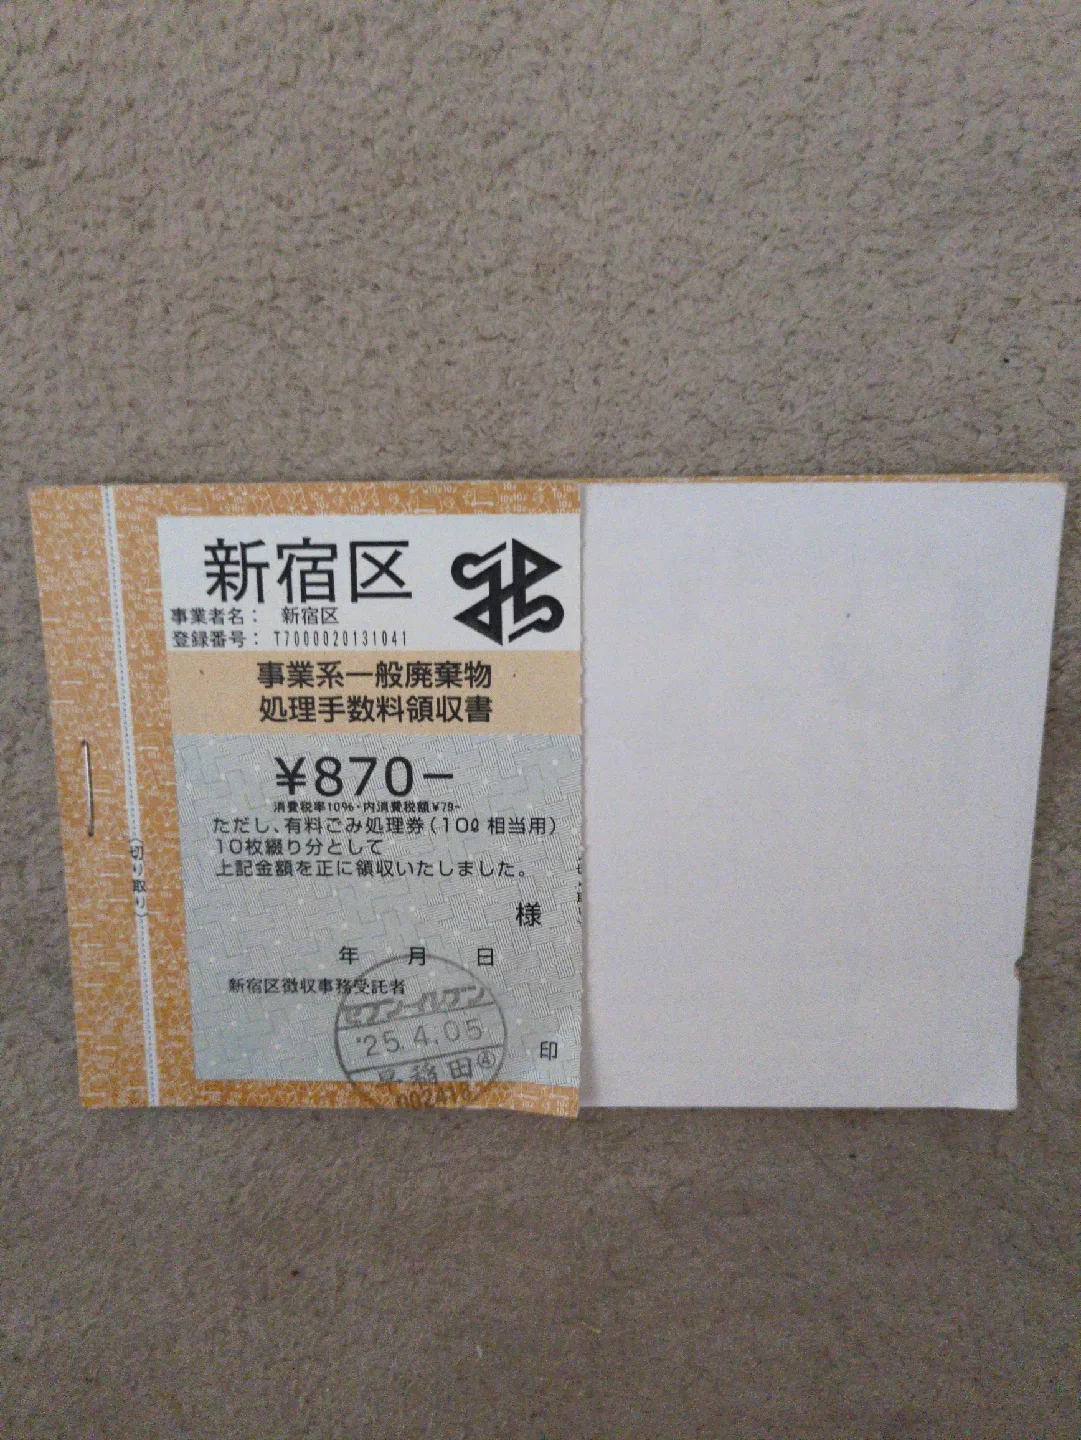 新宿区
事業者名： 新宿区
登録番号： T7000020131041
事業系一般廃棄物
処理手数料領収書
¥870－
消費税率10%・内消費税額¥79-
ただし、有料ごみ処理券(10ℓ相当用)
10枚綴り分として
上記金額を正に領収いたしました。
様
年 月 日
新宿区徴収事務受託者
セブン-イレブン
'25.4.05
早稲田④
印
(切り取り)